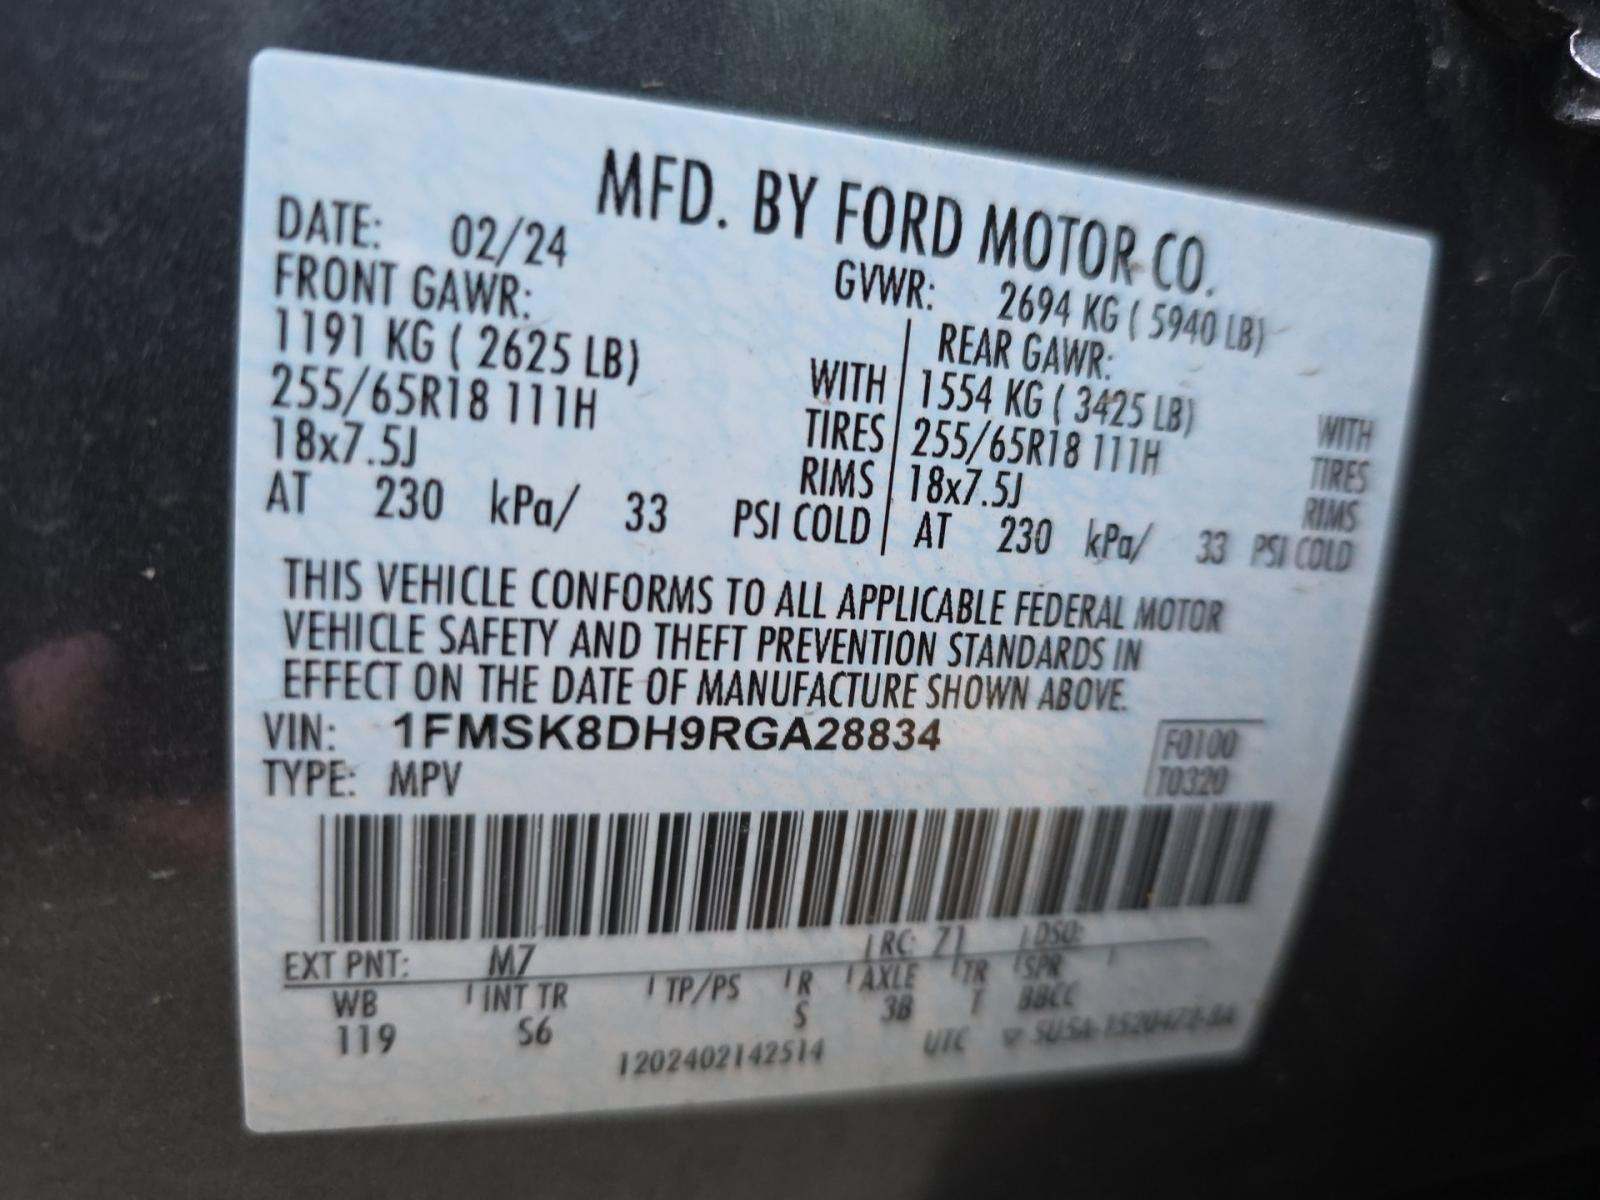 MFD. BY FORD MOTOR CO.
DATE: 02/24 GVWR: 2694 KG ( 5940 LB)
FRONT GAWR: REAR GAWR:
1191 KG ( 2625 LB) WITH 1554 KG ( 3425 LB) WITH
255/65R18 111H TIRES 255/65R18 111H TIRES
18x7.5J RIMS 18x7.5J RIMS
AT 230 kPa/ 33 PSI COLD AT 230 kPa/ 33 PSI COLD
THIS VEHICLE CONFORMS TO ALL APPLICABLE FEDERAL MOTOR
VEHICLE SAFETY AND THEFT PREVENTION STANDARDS IN
EFFECT ON THE DATE OF MANUFACTURE SHOWN ABOVE.
VIN: 1FMSK8DH9RGA28834 F0100
TYPE: MPV T0320
EXT PNT: M7 RC: 71 DSO:
WB INT TR TP/PS R AXLE TR SPR
119 S6 S 3B T BBCC
1202402142514 UTC